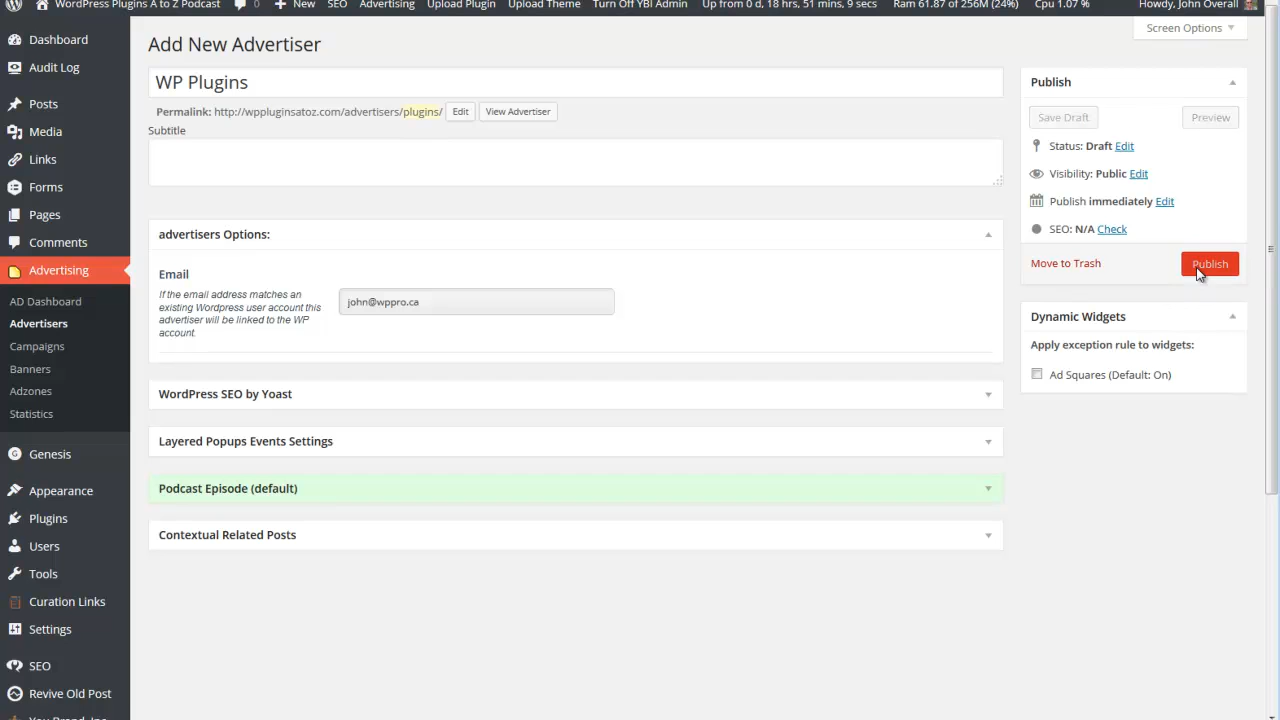 WordPress Plugins A to Z Podcast 0 New SEO Advertising Upload Plugin Upload Theme Turn Off YBI Admin Up from 0 d, 18 hrs, 51 mins, 9 secs Ram 61.87 of 256M (24%) Cpu 1.07 % Howdy, John Overall
Screen Options
Dashboard
Audit Log
Posts
Media
Links
Forms
Pages
Comments
Advertising
AD Dashboard
Advertisers
Campaigns
Banners
Adzones
Statistics
Genesis
Appearance
Plugins
Users
Tools
Curation Links
Settings
SEO
Revive Old Post
You Brand, Inc.
Add New Advertiser
WP Plugins
Permalink: http://wppluginsatoz.com/advertisers/plugins/ Edit View Advertiser
Subtitle
advertisers Options:
Email
If the email address matches an
existing Wordpress user account this
advertiser will be linked to the WP
account.
john@wppro.ca
WordPress SEO by Yoast
Layered Popups Events Settings
Podcast Episode (default)
Contextual Related Posts
Publish
Save Draft Preview
Status: Draft Edit
Visibility: Public Edit
Publish immediately Edit
SEO: N/A Check
Move to Trash Publish
Dynamic Widgets
Apply exception rule to widgets:
Ad Squares (Default: On)